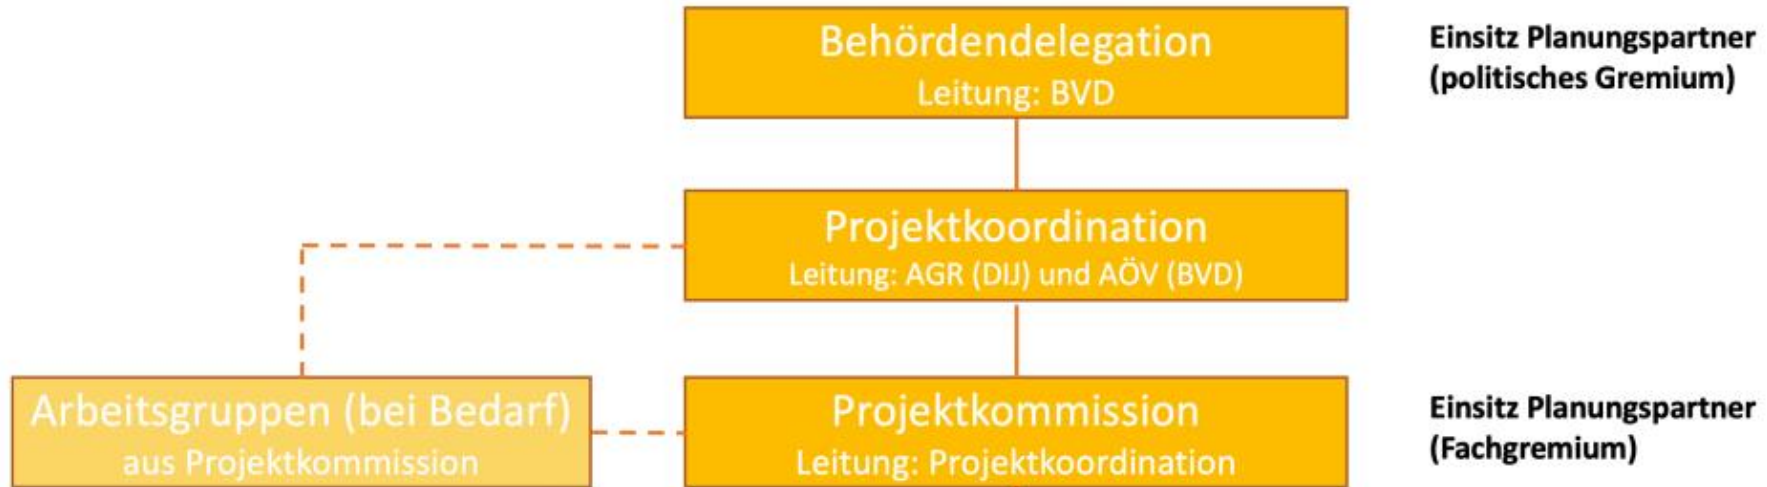 Behördendelegation
Leitung: BVD
Einsitz Planungspartner
(politisches Gremium)
Projektkoordination
Leitung: AGR (DIJ) und AÖV (BVD)
Arbeitsgruppen (bei Bedarf)
aus Projektkommission
Projektkommission
Leitung: Projektkoordination
Einsitz Planungspartner
(Fachgremium)